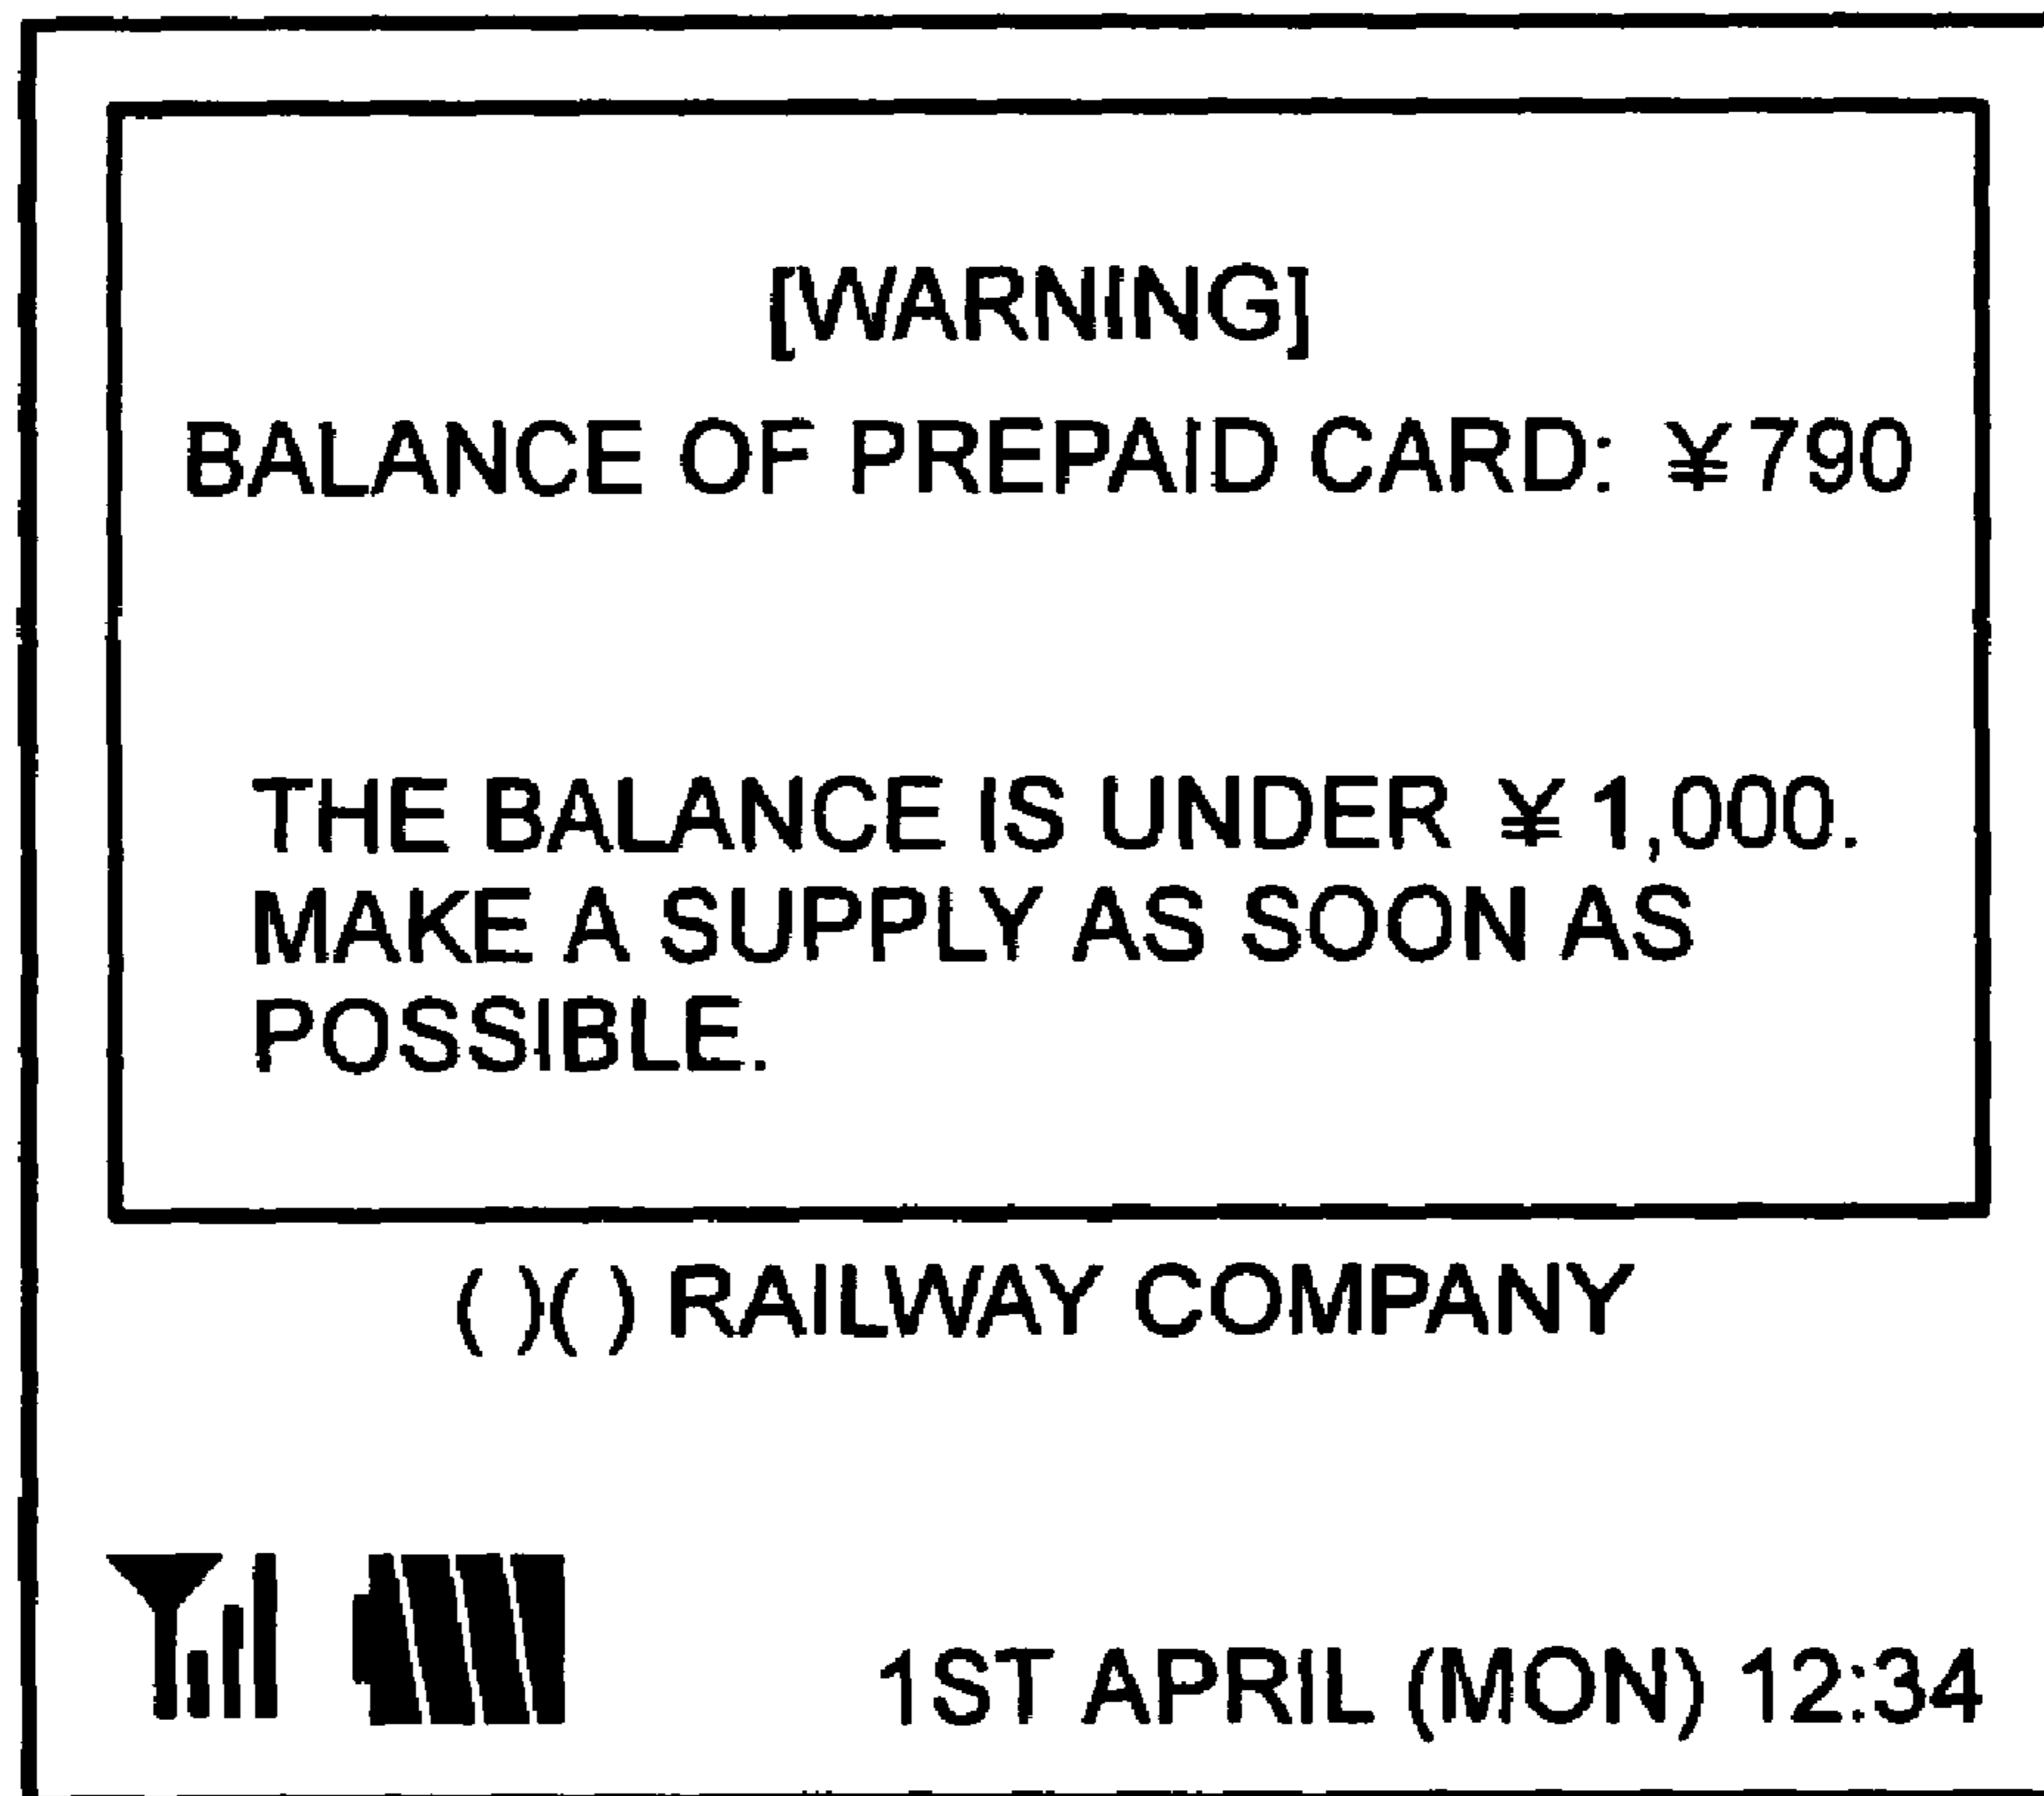 [WARNING]
BALANCE OF PREPAID CARD: ¥790
THE BALANCE IS UNDER ¥1,000.
MAKE A SUPPLY AS SOON AS
POSSIBLE.
( )( ) RAILWAY COMPANY
1ST APRIL (MON) 12:34